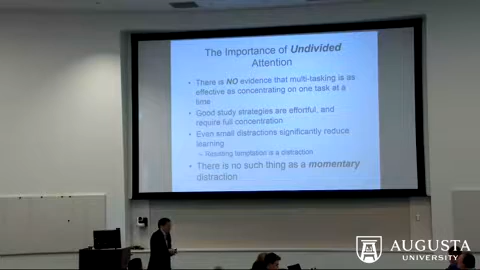 The Importance of Undivided
Attention
• There is NO evidence that multi-tasking is as
effective as concentrating on one task at a
time
• Good study strategies are effortful, and
require full concentration
• Even small distractions significantly reduce
learning
– Resisting temptation is a distraction
• There is no such thing as a momentary
distraction
AUGUSTA
UNIVERSITY